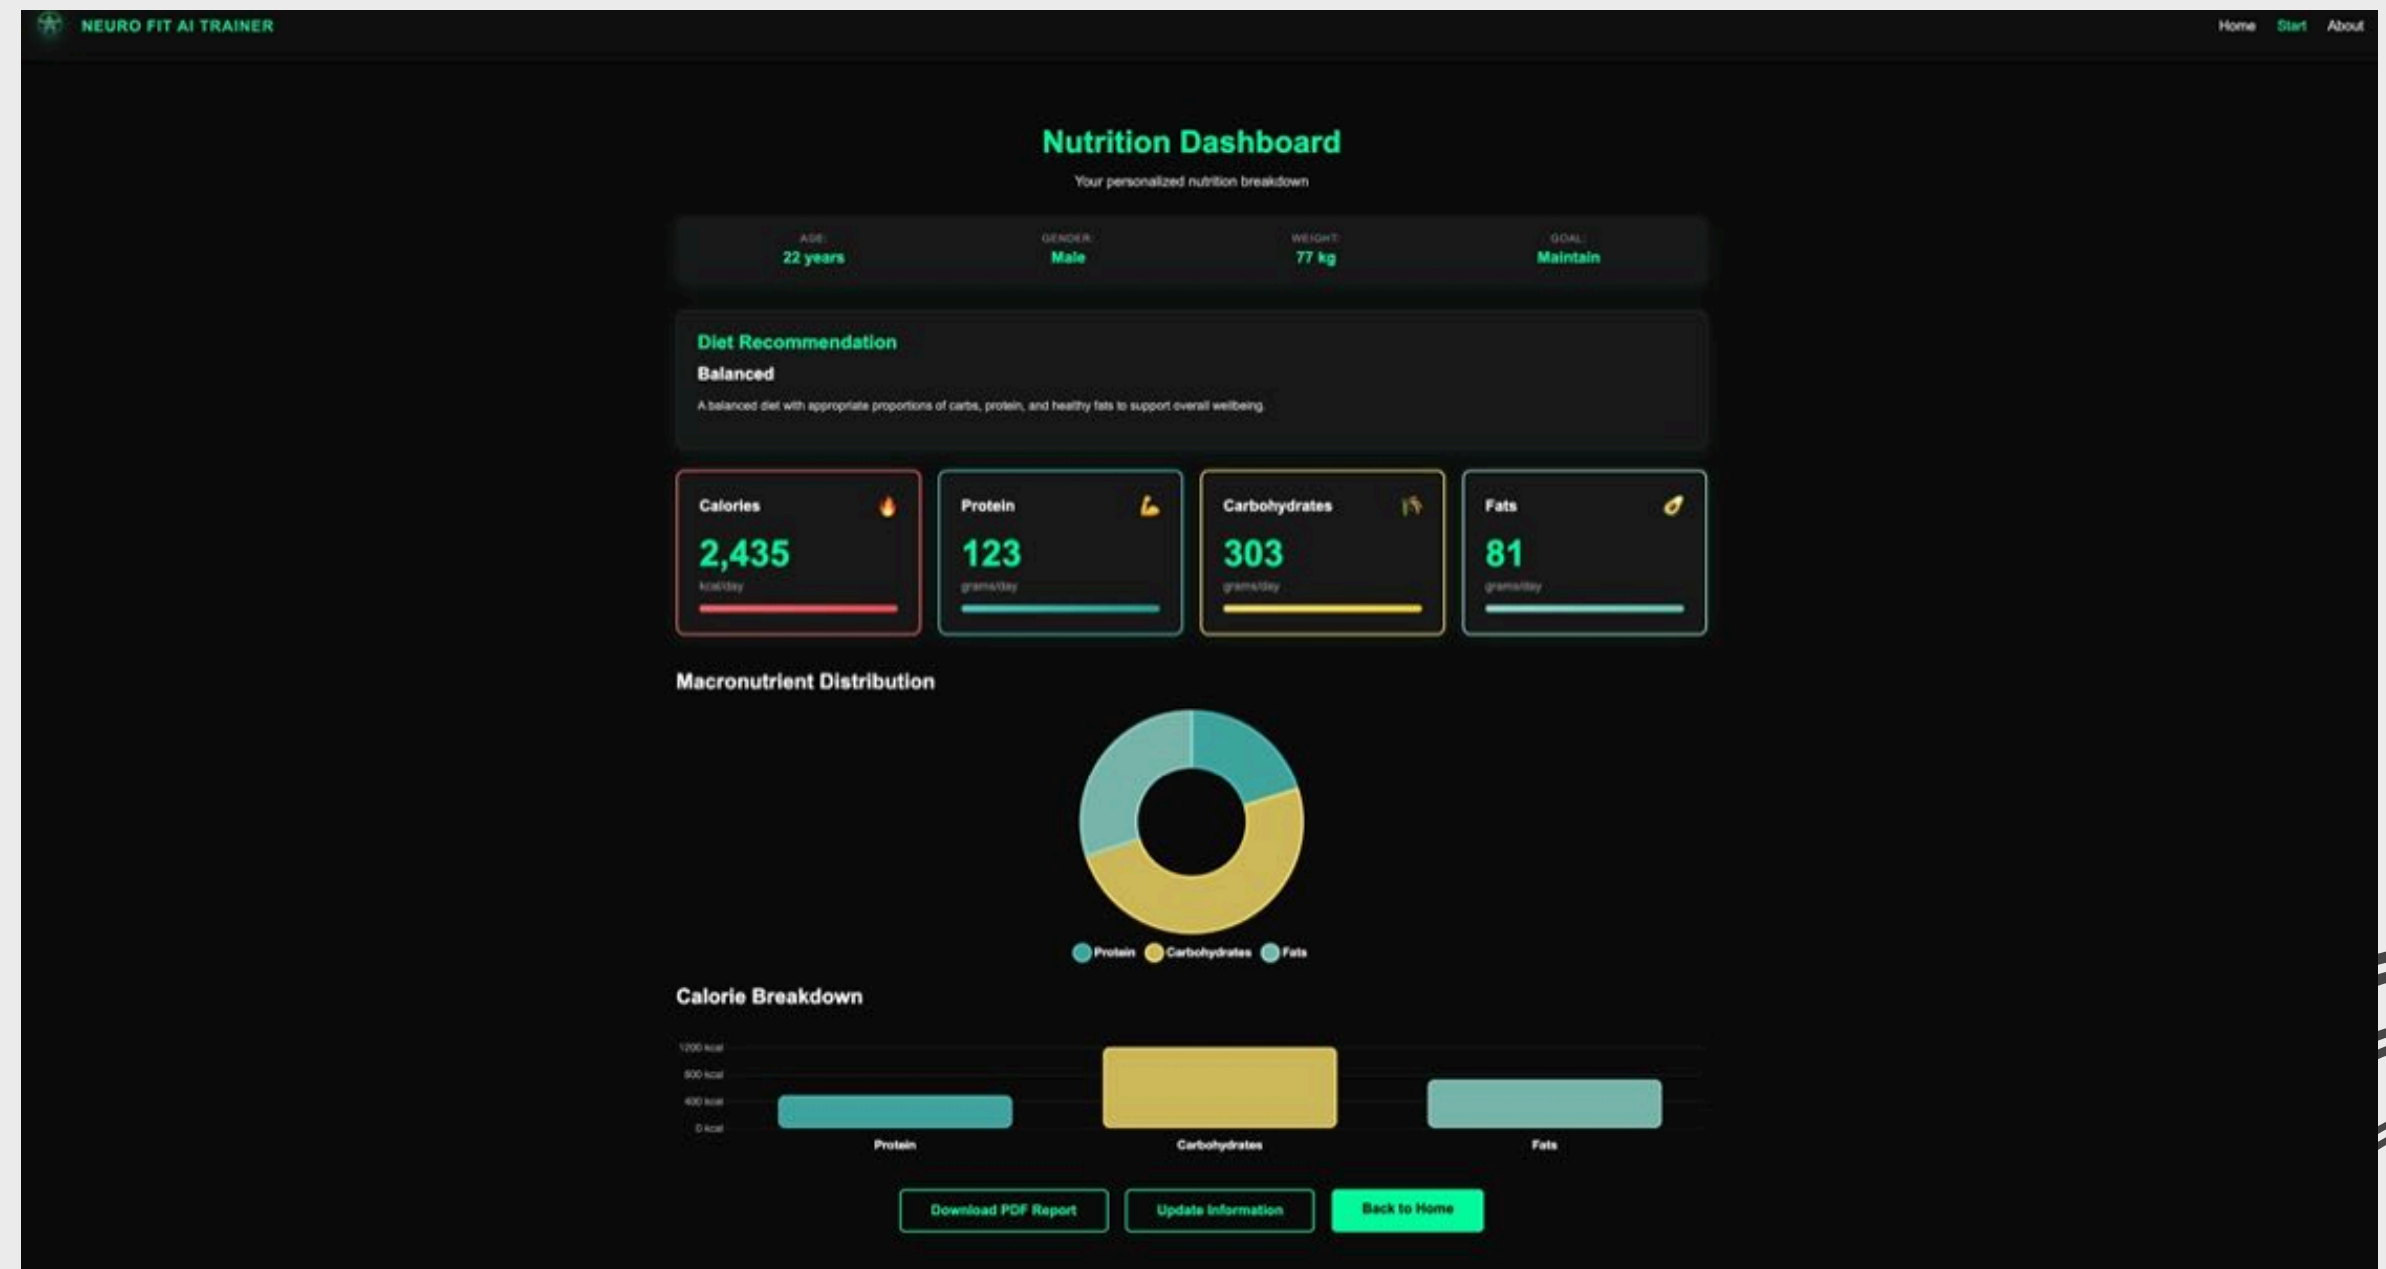 NEURO FIT AI TRAINER
Home Start About
Nutrition Dashboard
Your personalized nutrition breakdown
AGE: GENDER: WEIGHT: GOAL:
22 years Male 77 kg Maintain
Diet Recommendation
Balanced
A balanced diet with appropriate proportions of carbs, protein, and healthy fats to support overall wellbeing.
Calories Protein Carbohydrates Fats
2,435 123 303 81
kcal/day grams/day grams/day grams/day
Macronutrient Distribution
Protein Carbohydrates Fats
Calorie Breakdown
1200 kcal
800 kcal
400 kcal
0 kcal
Protein Carbohydrates Fats
Download PDF Report Update Information Back to Home